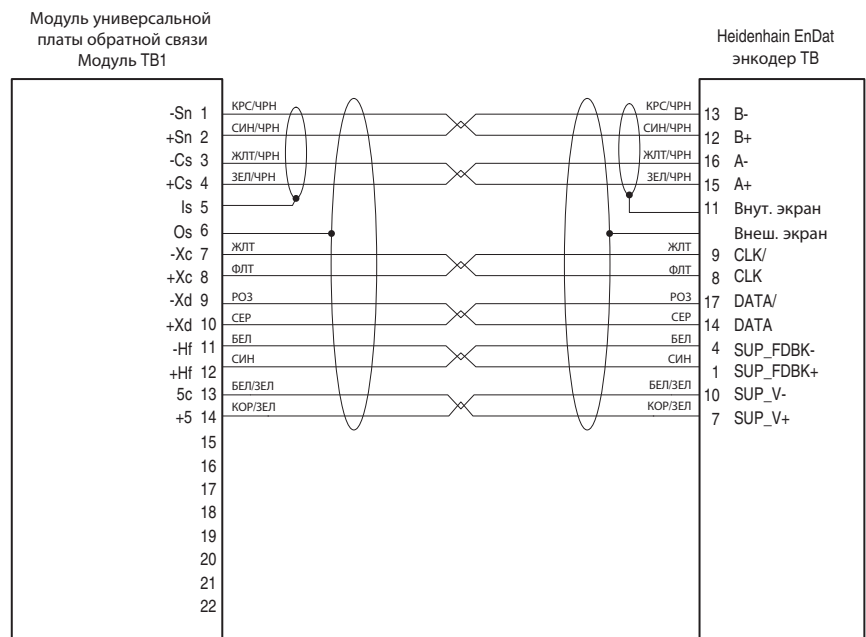 Модуль универсальной
платы обратной связи
Модуль TB1
Heidenhain EnDat
энкодер ТВ
-Sn 1 КРС/ЧРН КРС/ЧРН 13 B-
+Sn 2 СИН/ЧРН СИН/ЧРН 12 B+
-Cs 3 ЖЛТ/ЧРН ЖЛТ/ЧРН 16 A-
+Cs 4 ЗЕЛ/ЧРН ЗЕЛ/ЧРН 15 A+
Is 5 11 Внут. экран
Os 6 Внеш. экран
-Xc 7 ЖЛТ ЖЛТ 9 CLK/
+Xc 8 ФЛТ ФЛТ 8 CLK
-Xd 9 РОЗ РОЗ 17 DATA/
+Xd 10 СЕР СЕР 14 DATA
-Hf 11 БЕЛ БЕЛ 4 SUP_FDBK-
+Hf 12 СИН СИН 1 SUP_FDBK+
5c 13 БЕЛ/ЗЕЛ БЕЛ/ЗЕЛ 10 SUP_V-
+5 14 КОР/ЗЕЛ КОР/ЗЕЛ 7 SUP_V+
15
16
17
18
19
20
21
22